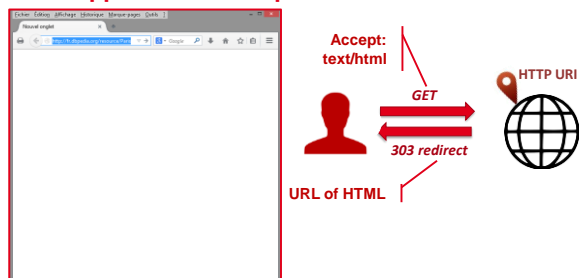 Fichier Édition Affichage Historique Marque-pages Outils ?
Nouvel onglet
http://fr.dbpedia.org/resource/Paris
Google
Accept:
text/html
GET
HTTP URI
303 redirect
URL of HTML